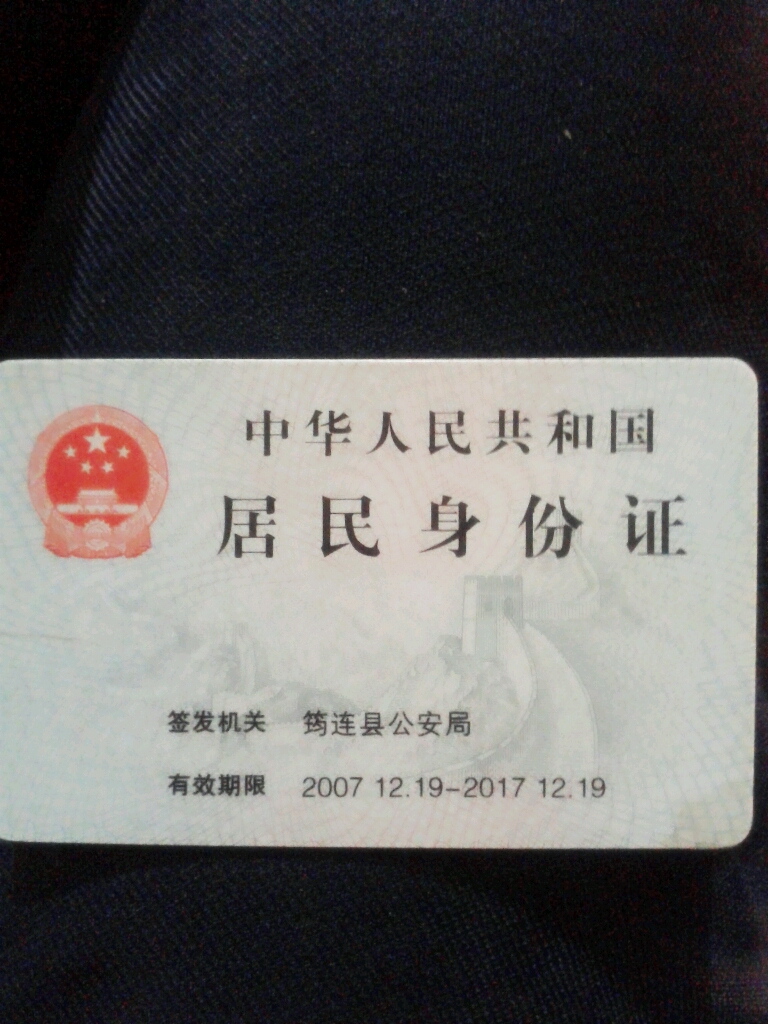 中华人民共和国
居民身份证
签发机关 筠连县公安局
有效期限 2007 12.19-2017 12.19